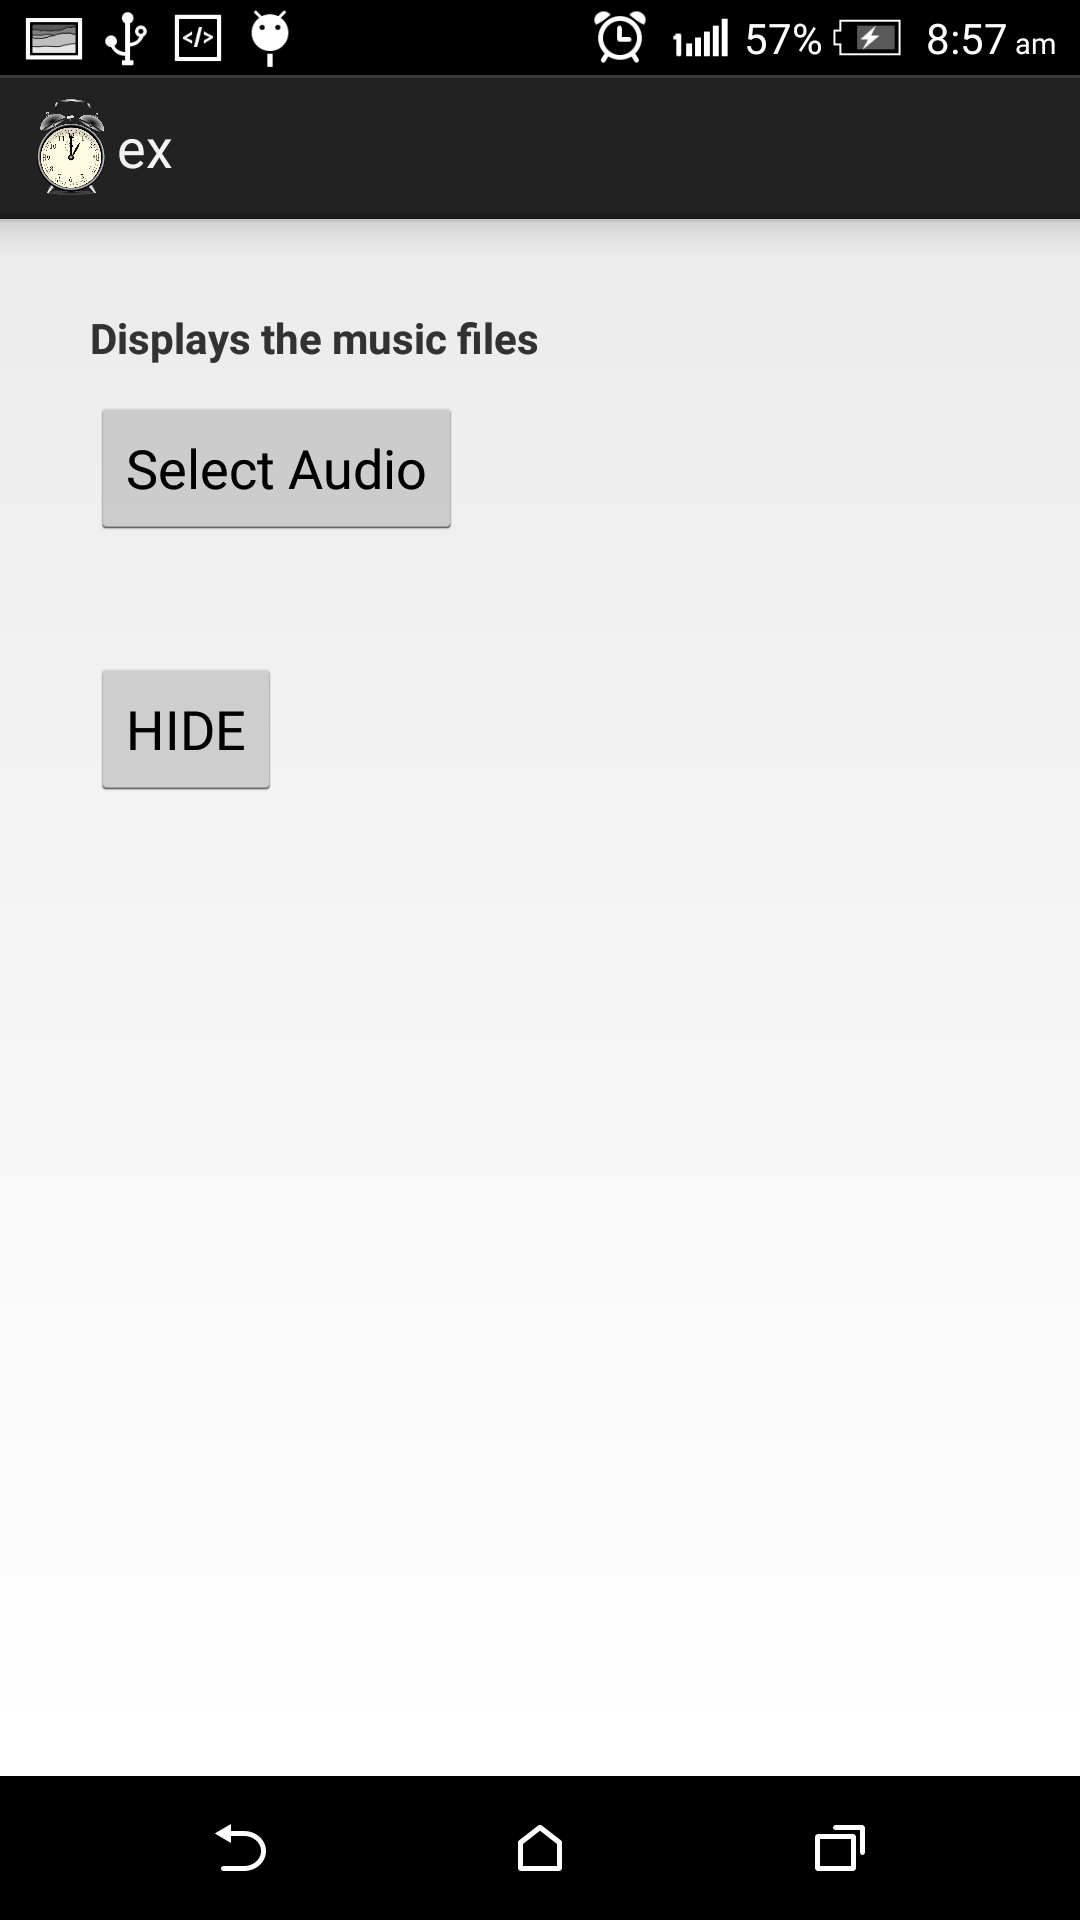 57% 8:57 am
ex
Displays the music files
Select Audio
HIDE